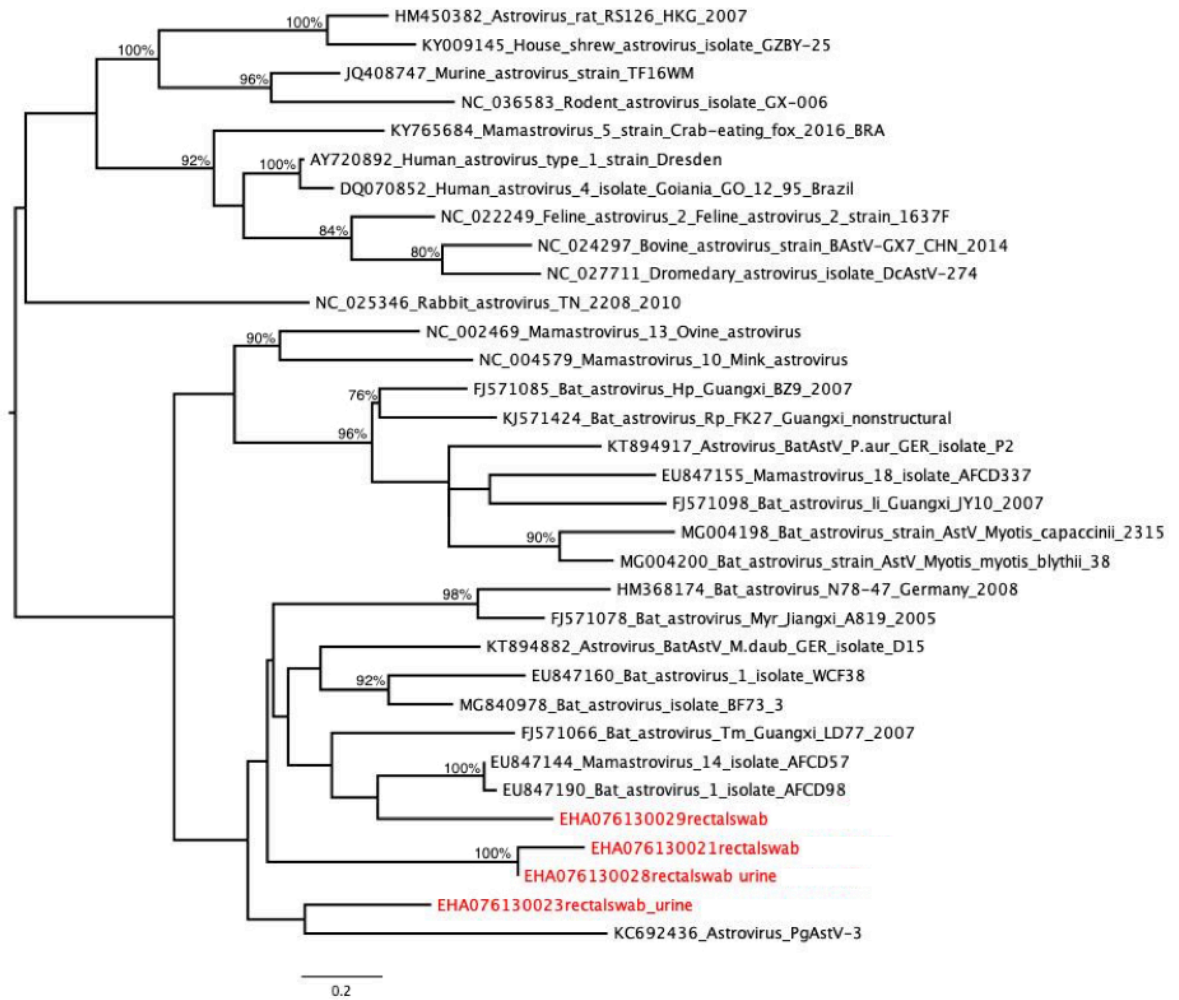 100% HM450382_Astrovirus_rat_RS126_HKG_2007
100% KY009145_House_shrew_astrovirus_isolate_GZBY-25
96% JQ408747_Murine_astrovirus_strain_TF16WM
NC_036583_Rodent_astrovirus_isolate_GX-006
KY765684_Mamastrovirus_5_strain_Crab-eating_fox_2016_BRA
92% 100% AY720892_Human_astrovirus_type_1_strain_Dresden
DQ070852_Human_astrovirus_4_isolate_Goiania_GO_12_95_Brazil
84% NC_022249_Feline_astrovirus_2_Feline_astrovirus_2_strain_1637F
80% NC_024297_Bovine_astrovirus_strain_BAstV-GX7_CHN_2014
NC_027711_Dromedary_astrovirus_isolate_DcAstV-274
NC_025346_Rabbit_astrovirus_TN_2208_2010
90% NC_002469_Mamastrovirus_13_Ovine_astrovirus
NC_004579_Mamastrovirus_10_Mink_astrovirus
76% FJ571085_Bat_astrovirus_Hp_Guangxi_BZ9_2007
96% KJ571424_Bat_astrovirus_Rp_FK27_Guangxi_nonstructural
KT894917_Astrovirus_BatAstV_P.aur_GER_isolate_P2
EU847155_Mamastrovirus_18_isolate_AFCD337
FJ571098_Bat_astrovirus_Ii_Guangxi_JY10_2007
90% MG004198_Bat_astrovirus_strain_AstV_Myotis_capaccinii_2315
MG004200_Bat_astrovirus_strain_AstV_Myotis_myotis_blythii_38
98% HM368174_Bat_astrovirus_N78-47_Germany_2008
FJ571078_Bat_astrovirus_Myr_Jiangxi_A819_2005
KT894882_Astrovirus_BatAstV_M.daub_GER_isolate_D15
92% EU847160_Bat_astrovirus_1_isolate_WCF38
MG840978_Bat_astrovirus_isolate_BF73_3
FJ571066_Bat_astrovirus_Tm_Guangxi_LD77_2007
100% EU847144_Mamastrovirus_14_isolate_AFCD57
EU847190_Bat_astrovirus_1_isolate_AFCD98
EHA076130029rectalswab
100% EHA076130021rectalswab
EHA076130028rectalswab urine
EHA076130023rectalswab_urine
KC692436_Astrovirus_PgAstV-3
0.2